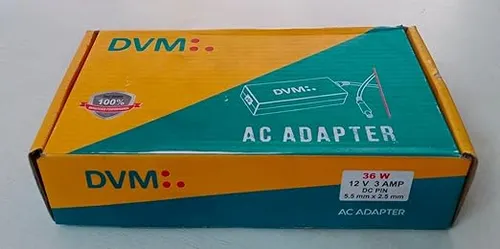 DVM
100%
DVM
AC ADAPTER
DVM
36 W
12 V 3 AMP
DC PIN
5.5 mm x 2.5 mm
AC ADAPTER